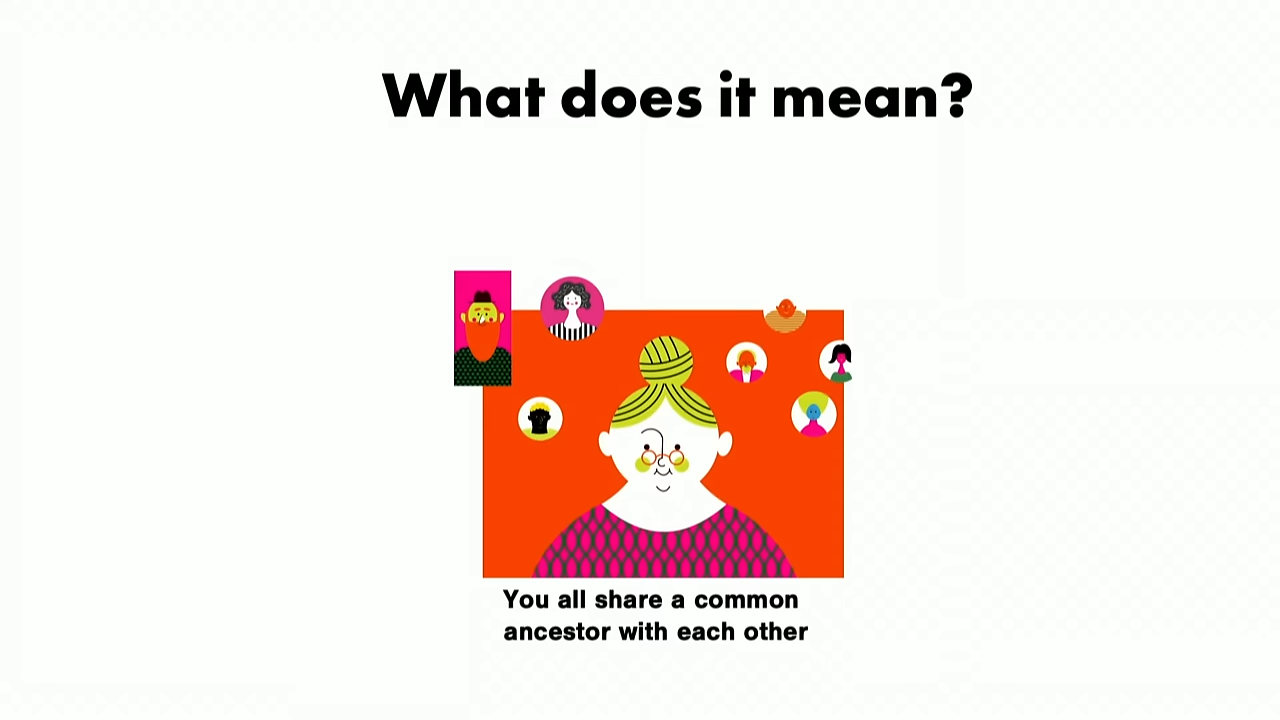 What does it mean?
You all share a common
ancestor with each other